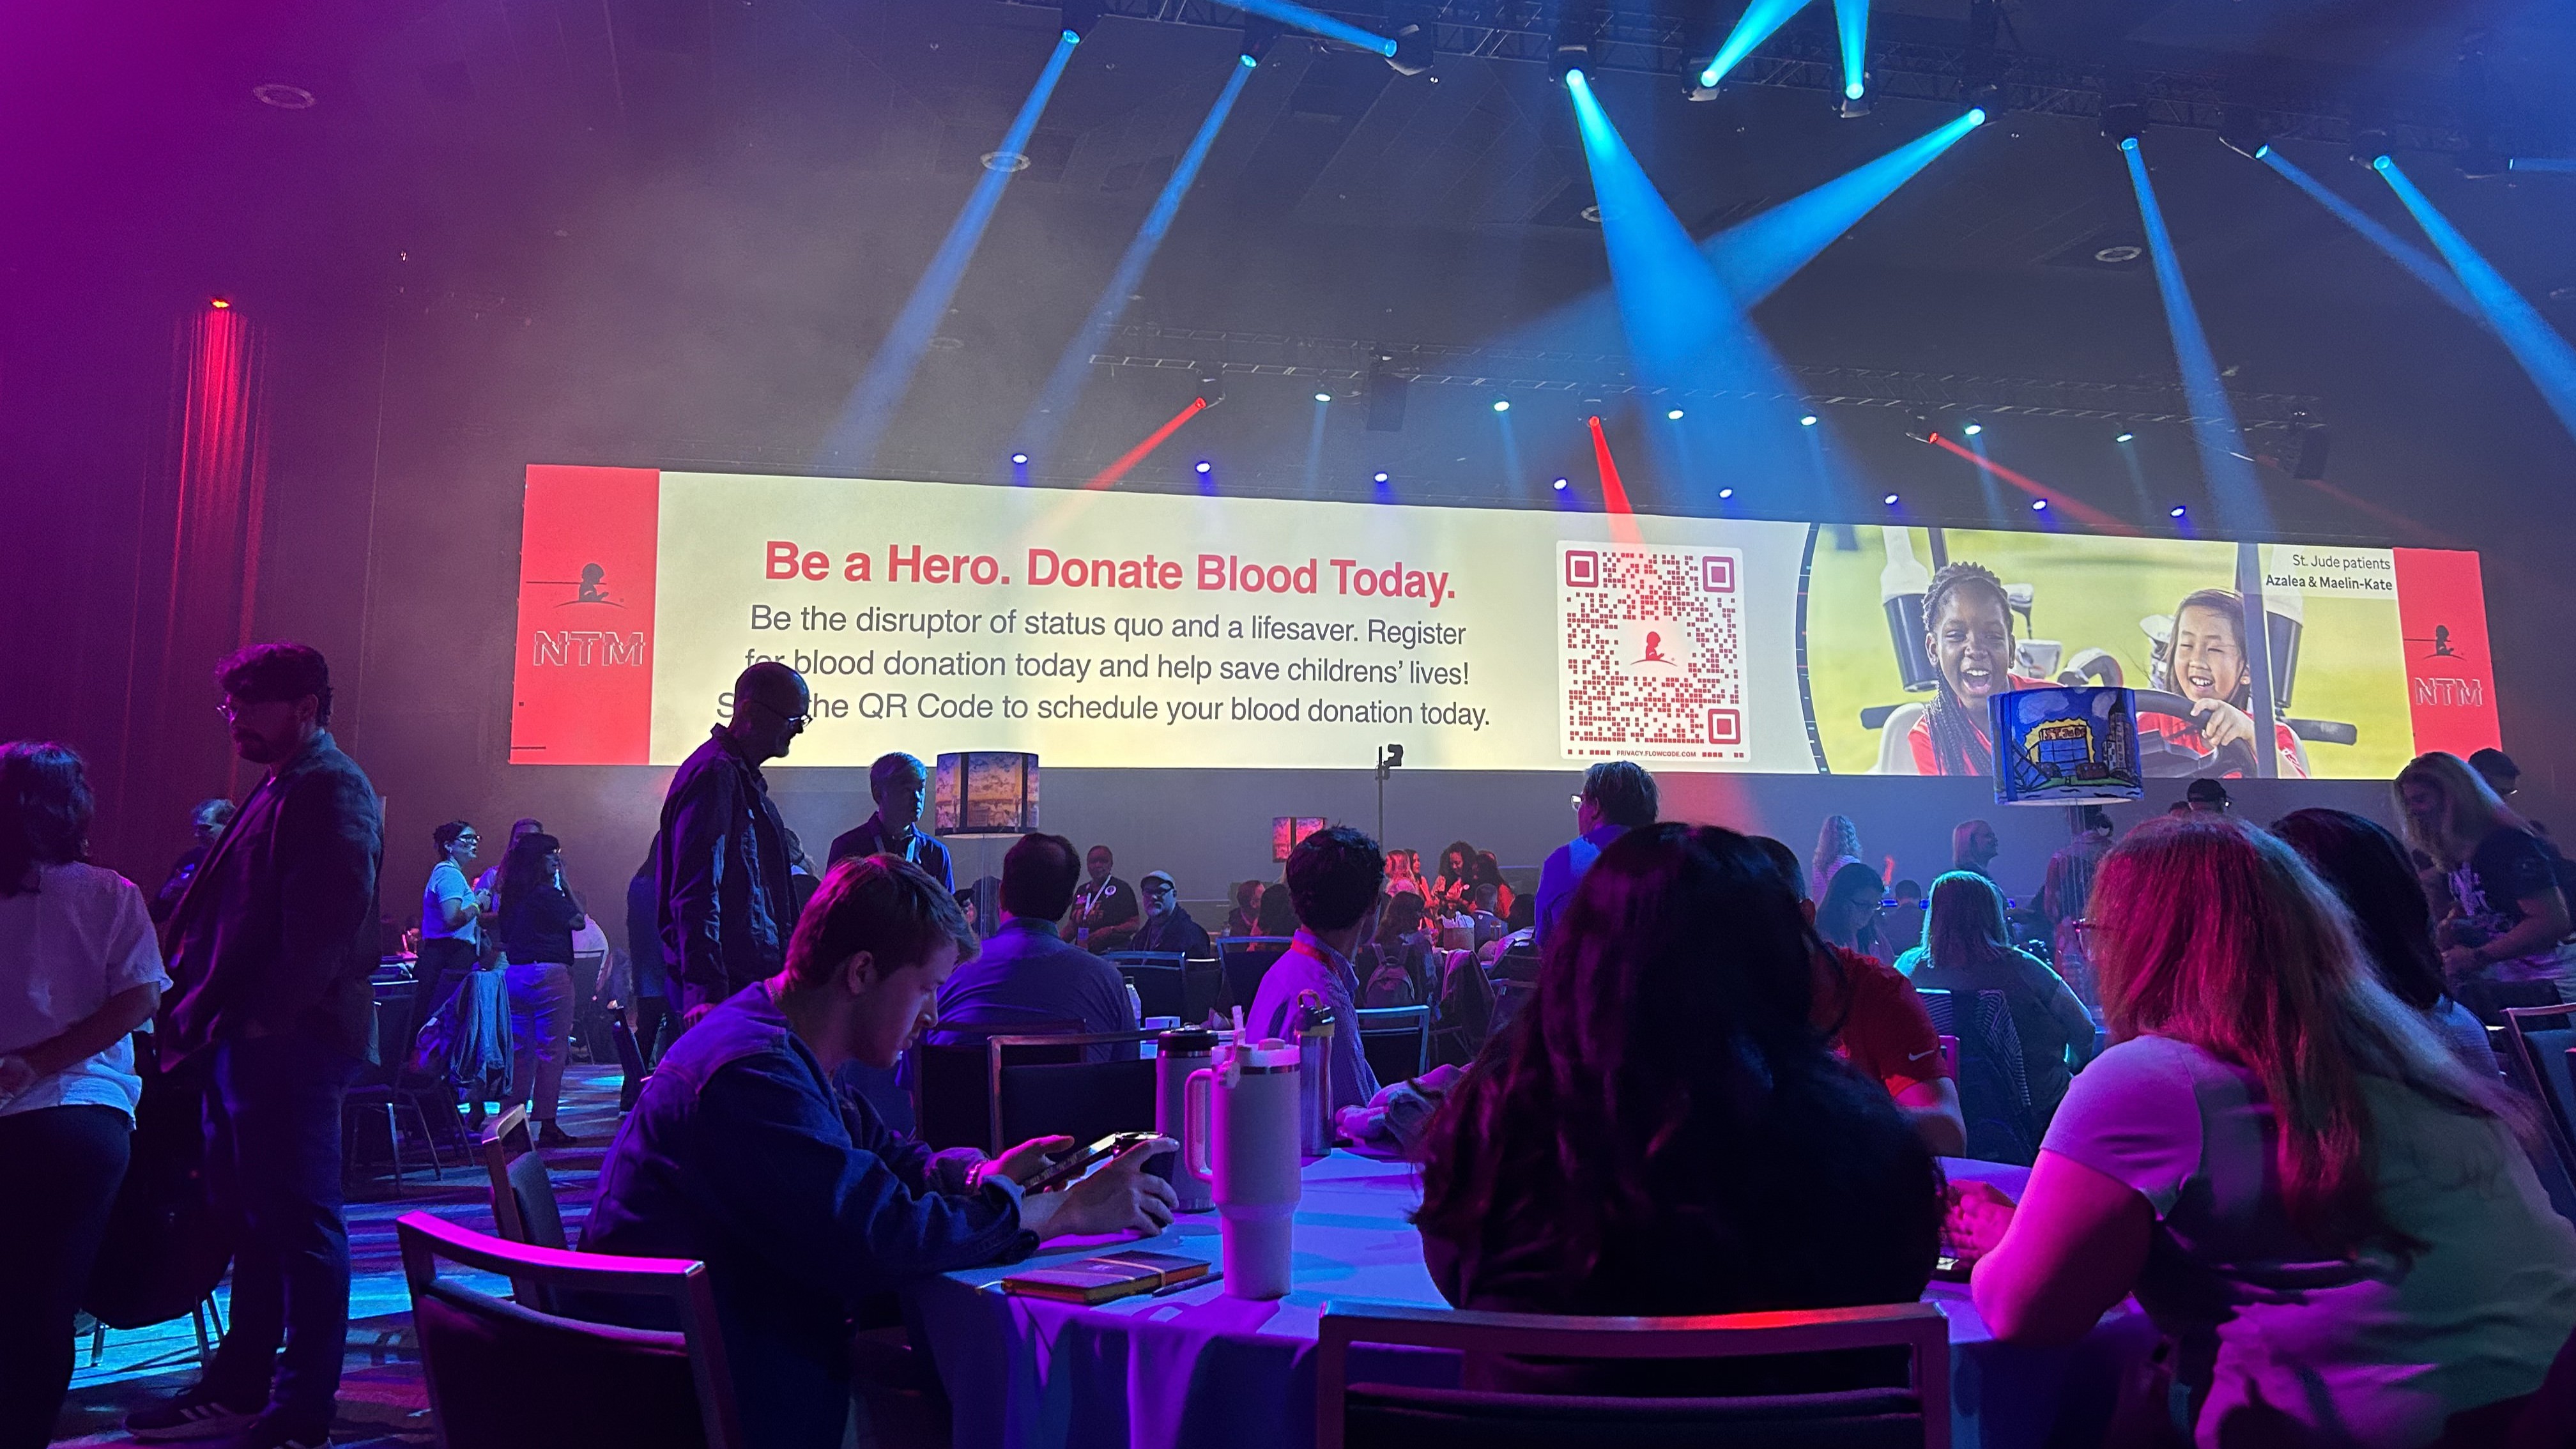 NTM
Be a Hero. Donate Blood Today.
Be the disruptor of status quo and a lifesaver. Register
for blood donation today and help save childrens' lives!
the QR Code to schedule your blood donation today.
PRIVACY.FLOWCODE.COM
St. Jude patients
Azalea & Maelin-Kate
NTM